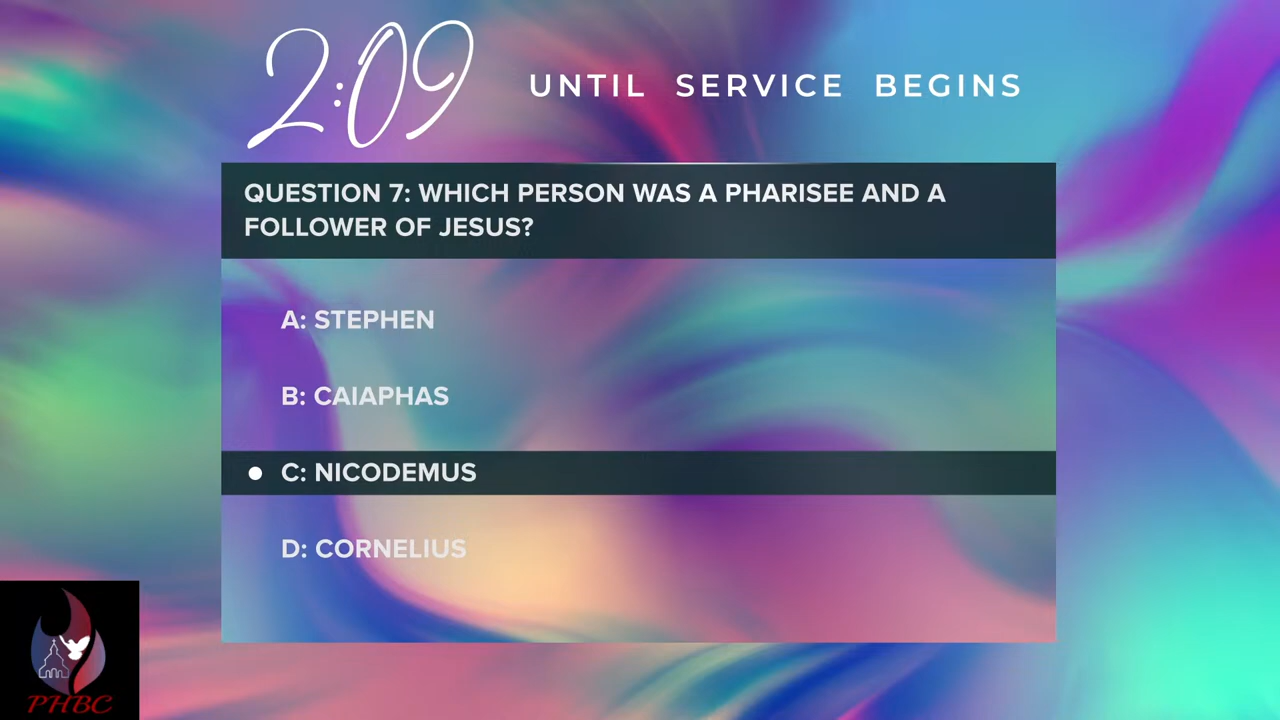 2:09 UNTIL SERVICE BEGINS
QUESTION 7: WHICH PERSON WAS A PHARISEE AND A
FOLLOWER OF JESUS?
A: STEPHEN
B: CAIAPHAS
C: NICODEMUS
D: CORNELIUS
PHBC